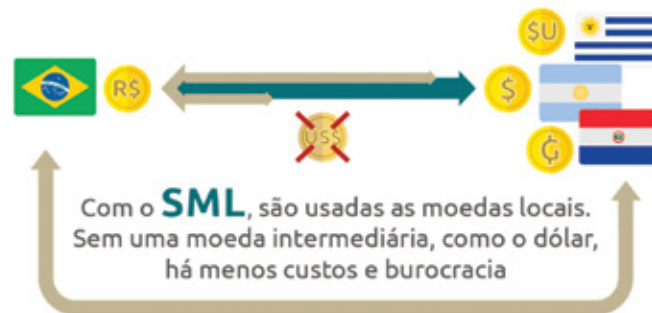 $U
R$
$
US$
₲
Com o SML, são usadas as moedas locais.
Sem uma moeda intermediária, como o dólar,
há menos custos e burocracia